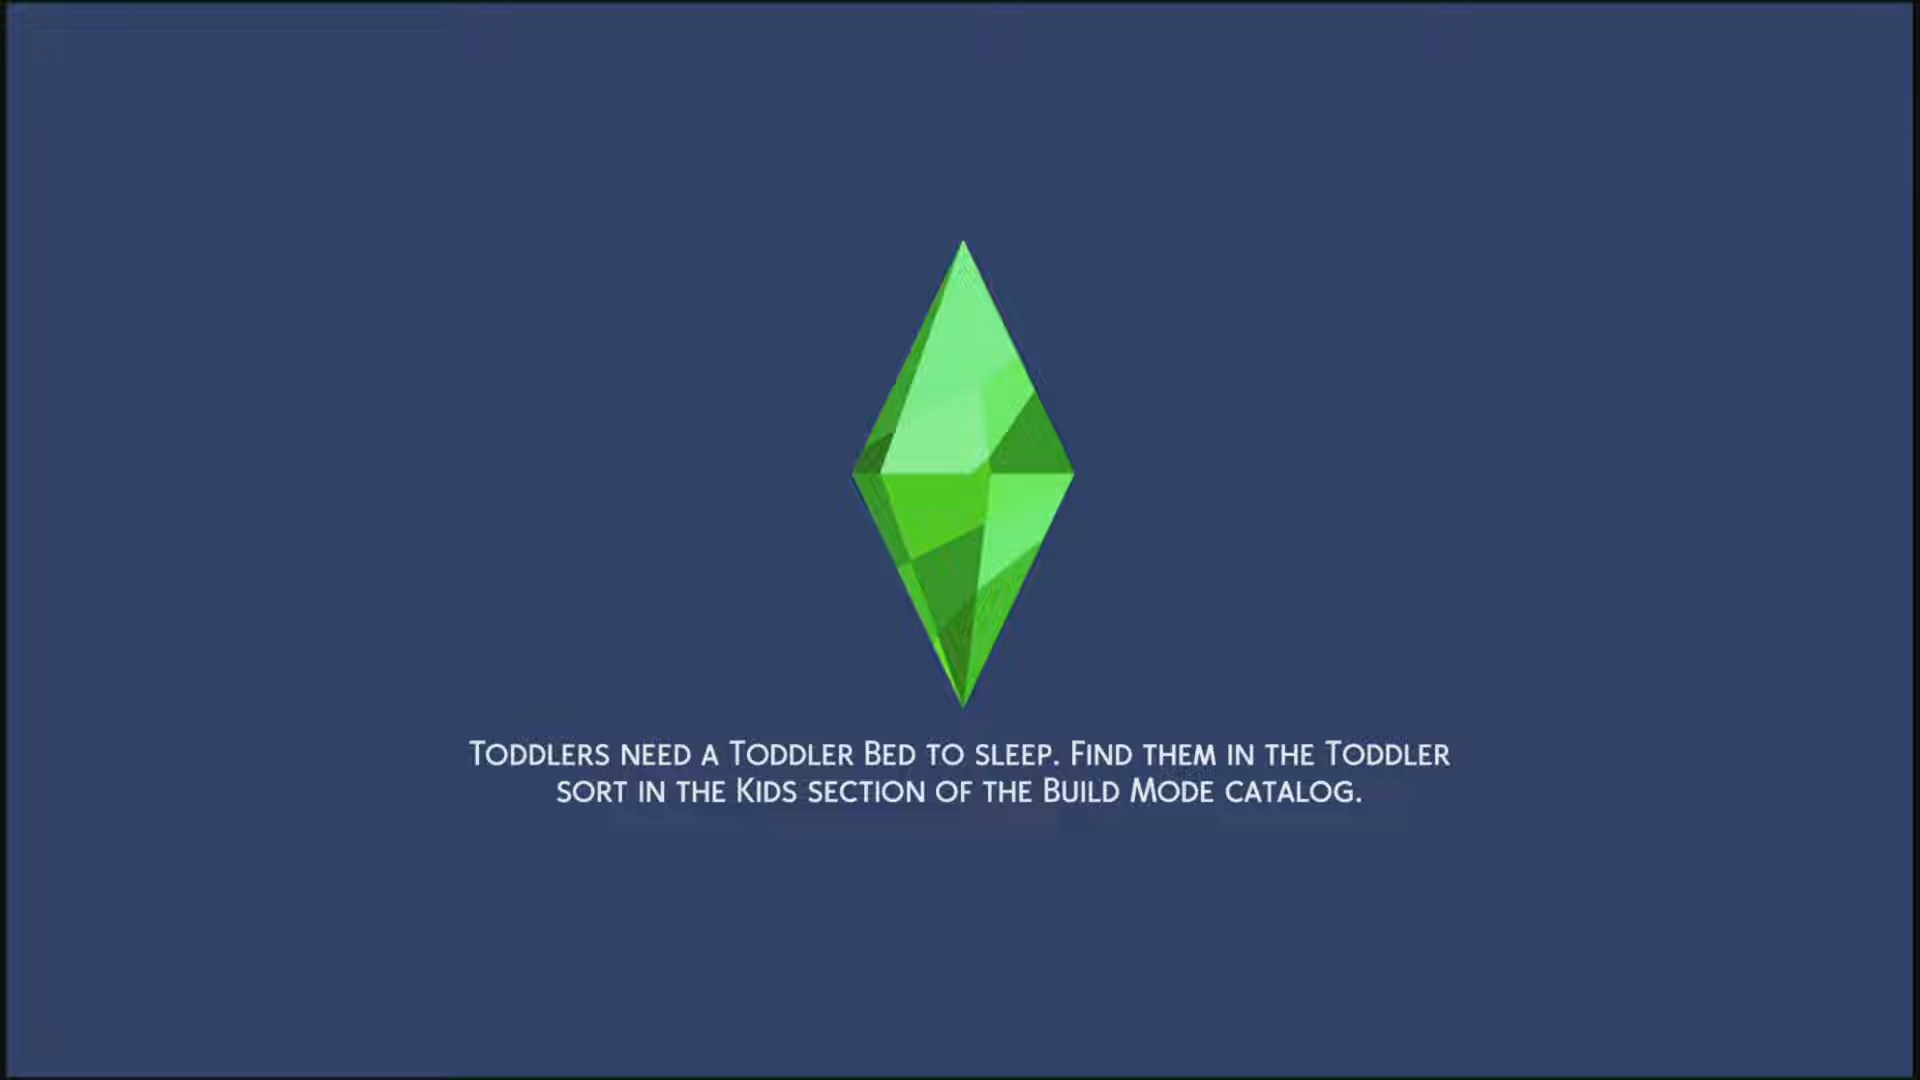 Toddlers need a Toddler Bed to sleep. Find them in the Toddler
sort in the Kids section of the Build Mode catalog.